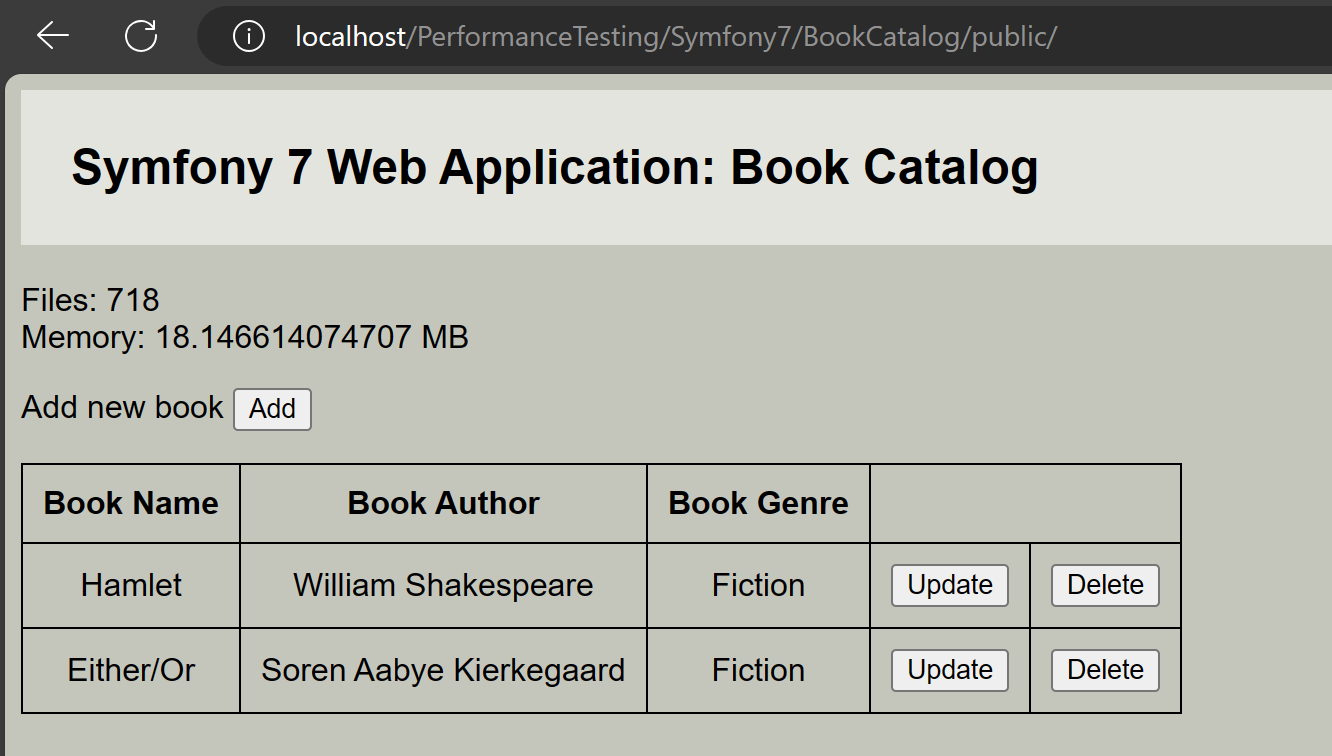 localhost/PerformanceTesting/Symfony7/BookCatalog/public/
Symfony 7 Web Application: Book Catalog
Files: 718
Memory: 18.146614074707 MB
Add new book Add
Book Name Book Author Book Genre
Hamlet William Shakespeare Fiction Update Delete
Either/Or Soren Aabye Kierkegaard Fiction Update Delete